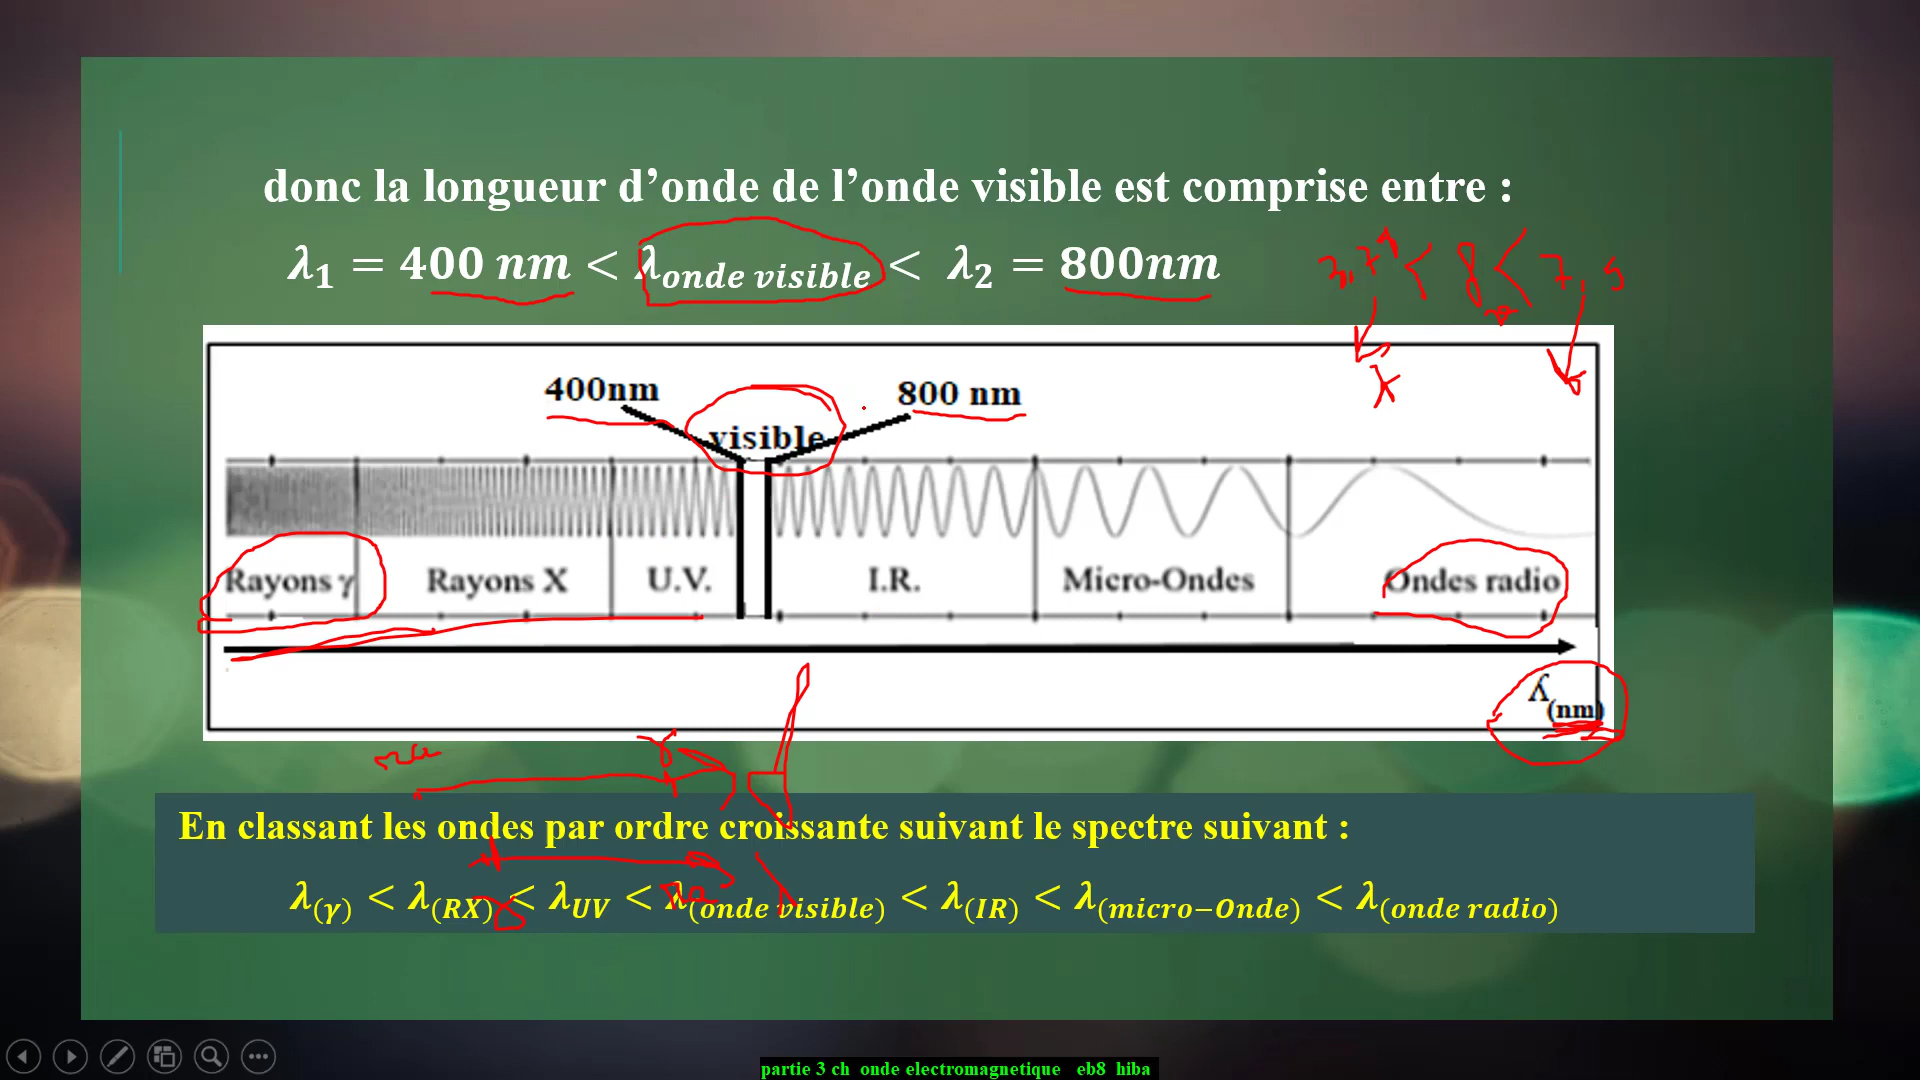 donc la longueur d’onde de l’onde visible est comprise entre :
λ₁ = 400 nm < λ onde visible < λ₂ = 800nm
400nm
800 nm
visible
Rayons γ
Rayons X
U.V.
I.R.
Micro-Ondes
Ondes radio
(nm)
En classant les ondes par ordre croissante suivant le spectre suivant :
λ(γ) < λ(RX) < λUV < λ(onde visible) < λ(IR) < λ(micro−Onde) < λ(onde radio)
partie 3 ch onde electromagnetique eb8 hiba